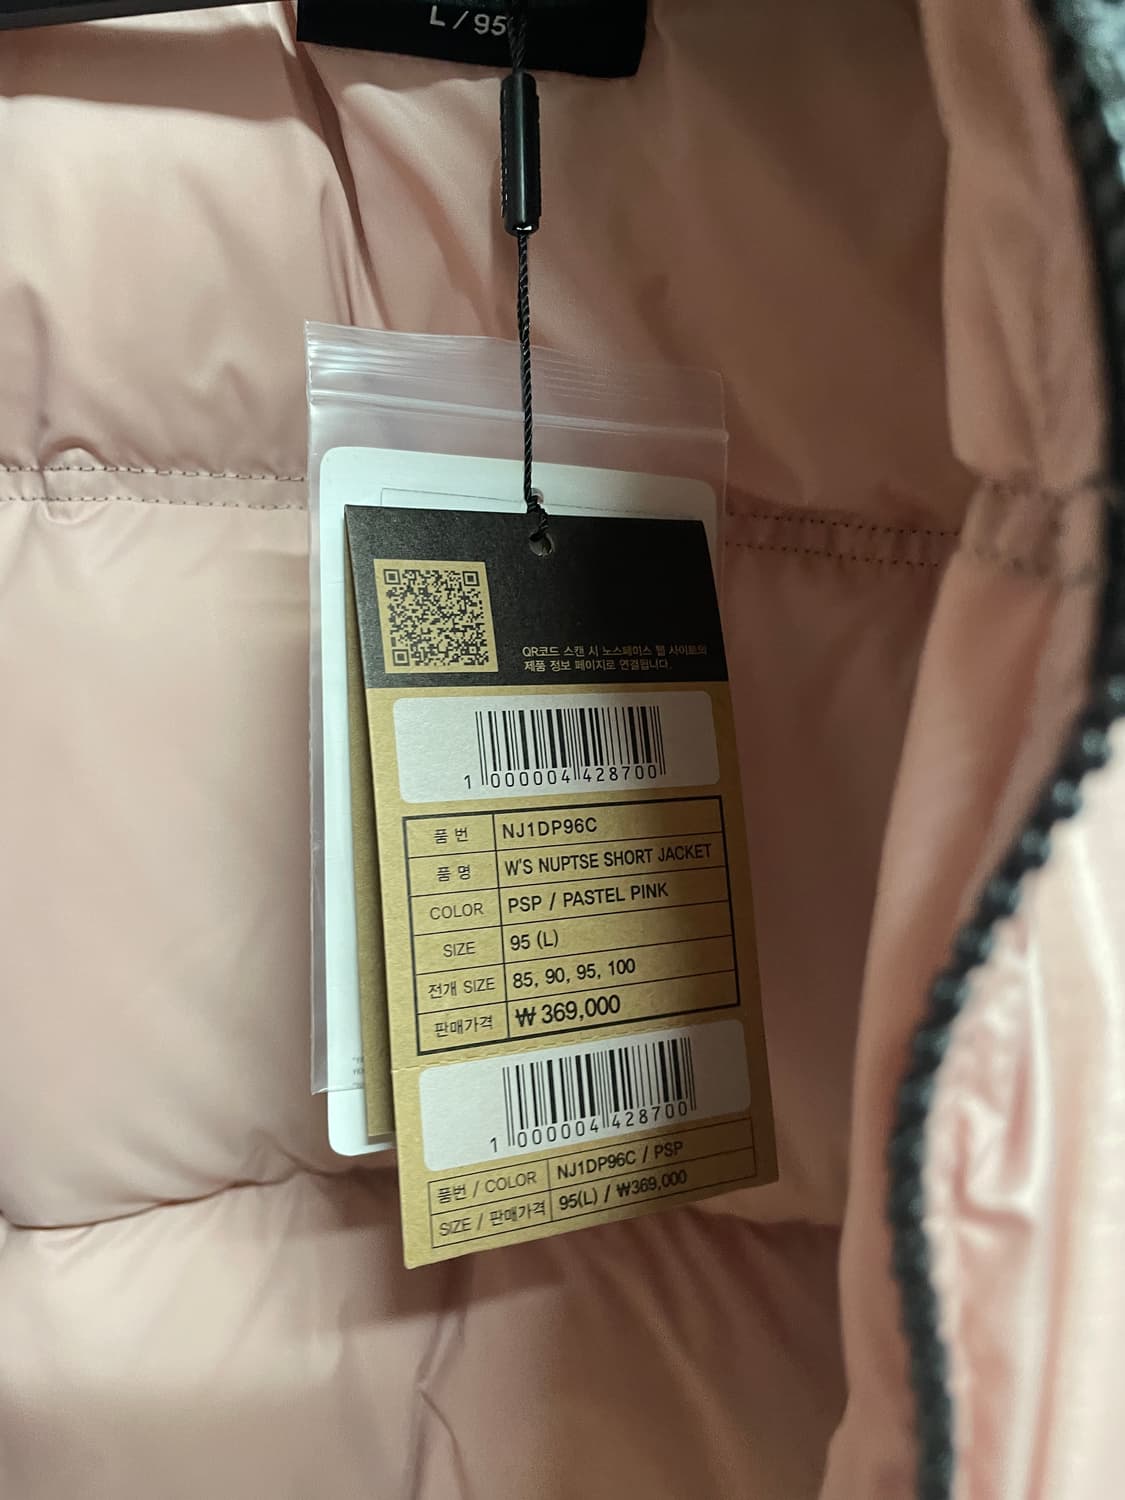 L / 95
QR코드 스캔 시 노스페이스 웹 사이트의
제품 정보 페이지로 연결됩니다.
1 000004 428700
품 번 NJ1DP96C
품 명 W'S NUPTSE SHORT JACKET
COLOR PSP / PASTEL PINK
SIZE 95 (L)
전개 SIZE 85, 90, 95, 100
판매가격 ₩ 369,000
1 000004 428700
품번 / COLOR NJ1DP96C / PSP
SIZE / 판매가격 95(L) / ₩369,000